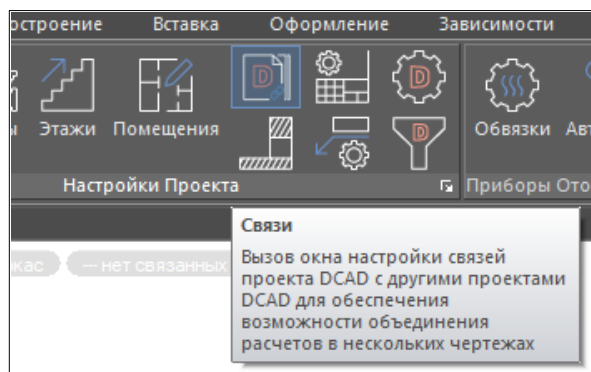 Вставка Оформление Зависимости
Этажи Помещения Обвязки
Настройки Проекта Приборы
— нет связанных
Связи
Вызов окна настройки связей
проекта DCAD с другими проектами
DCAD для обеспечения
возможности объединения
расчетов в нескольких чертежах